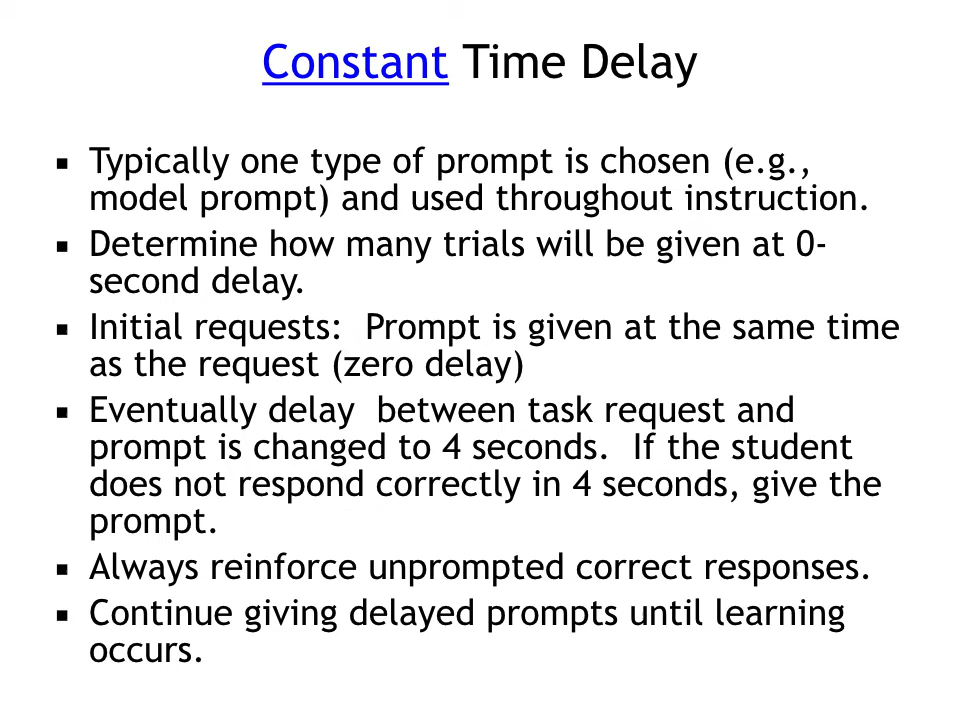 Constant Time Delay
▪ Typically one type of prompt is chosen (e.g.,
model prompt) and used throughout instruction.
▪ Determine how many trials will be given at 0-
second delay.
▪ Initial requests:  Prompt is given at the same time
as the request (zero delay)
▪ Eventually delay  between task request and
prompt is changed to 4 seconds.  If the student
does not respond correctly in 4 seconds, give the
prompt.
▪ Always reinforce unprompted correct responses.
▪ Continue giving delayed prompts until learning
occurs.